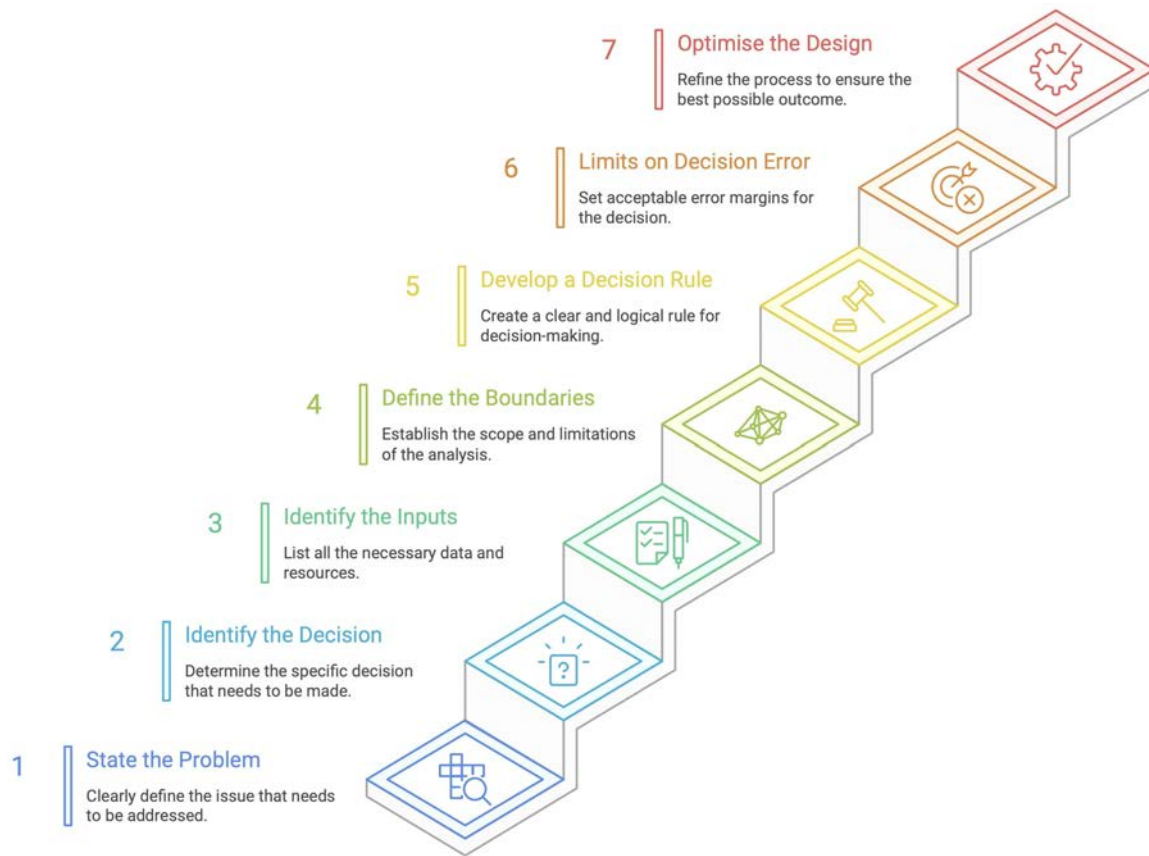 7
Optimise the Design
Refine the process to ensure the
best possible outcome.
6
Limits on Decision Error
Set acceptable error margins for
the decision.
5
Develop a Decision Rule
Create a clear and logical rule for
decision-making.
4
Define the Boundaries
Establish the scope and limitations
of the analysis.
3
Identify the Inputs
List all the necessary data and
resources.
2
Identify the Decision
Determine the specific decision
that needs to be made.
?
1
State the Problem
Clearly define the issue that needs
to be addressed.